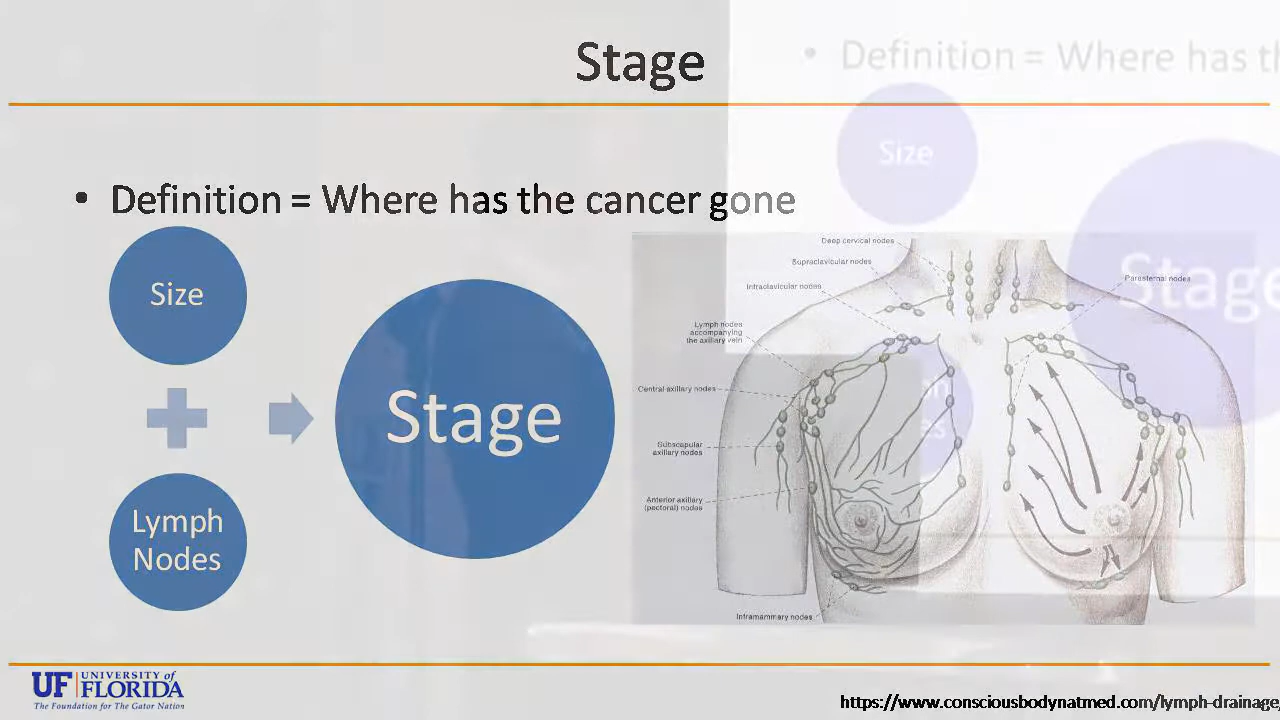 Stage
• Definition = Where has th
• Definition = Where has the cancer gone
Size
Size
Stage
Lymph
Nodes
Stage
Deep cervical nodes
Supraclavicular nodes
Infraclavicular nodes
Parasternal nodes
Lymph nodes
accompanying
the axillary vein
Central axillary nodes
Subscapular
axillary nodes
Anterior axillary
(pectoral) nodes
Inframammary nodes
UF UNIVERSITY of
FLORIDA
The Foundation for The Gator Nation
https://www.consciousbodynatmed.com/lymph-drainage/